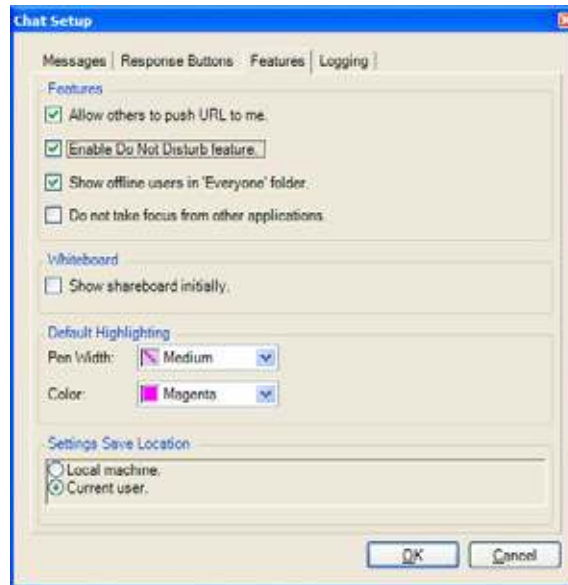 Chat Setup
Messages Response Buttons Features Logging
Features
Allow others to push URL to me.
Enable Do Not Disturb feature.
Show offline users in 'Everyone' folder.
Do not take focus from other applications.
Whiteboard
Show shareboard initially.
Default Highlighting
Pen Width: Medium
Color: Magenta
Settings Save Location
Local machine.
Current user.
OK Cancel